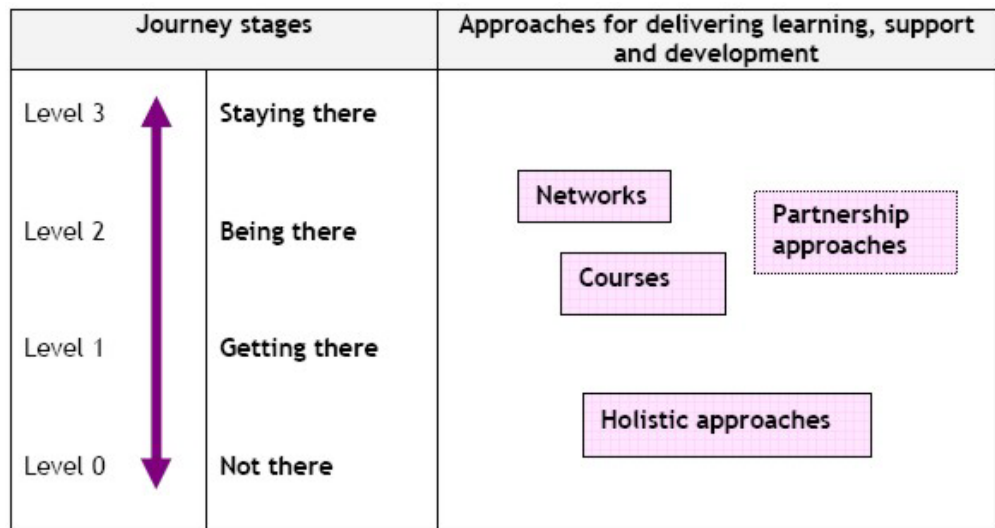 Journey stages
Approaches for delivering learning, support
and development
Level 3
Staying there
Networks
Partnership
approaches
Level 2
Being there
Courses
Level 1
Getting there
Holistic approaches
Level 0
Not there